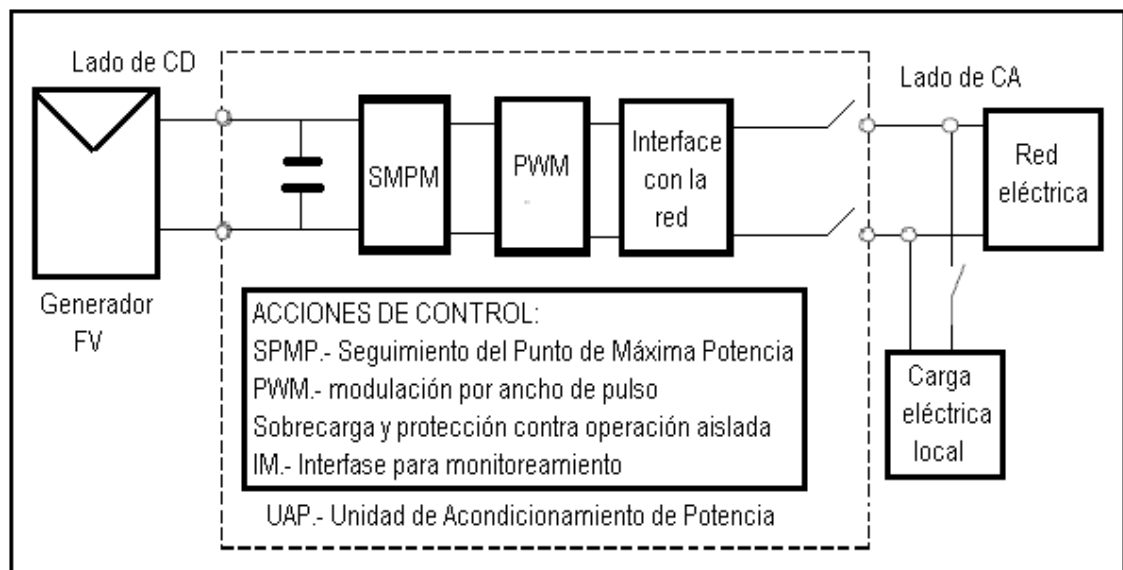 Lado de CD
Lado de CA
Generador
FV
SMPM
PWM
Interface
con la
red
Red
eléctrica
Carga
eléctrica
local
ACCIONES DE CONTROL:
SPMP.- Seguimiento del Punto de Máxima Potencia
PWM.- modulación por ancho de pulso
Sobrecarga y protección contra operación aislada
IM.- Interfase para monitoreamiento
UAP.- Unidad de Acondicionamiento de Potencia